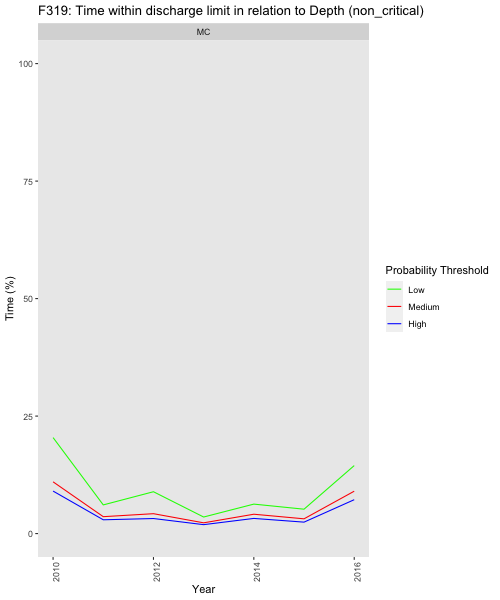 F319: Time within discharge limit in relation to Depth (non_critical)
MC
100
75
50
25
0
Time (%)
2010
2012
2014
2016
Year
Probability Threshold
Low
Medium
High